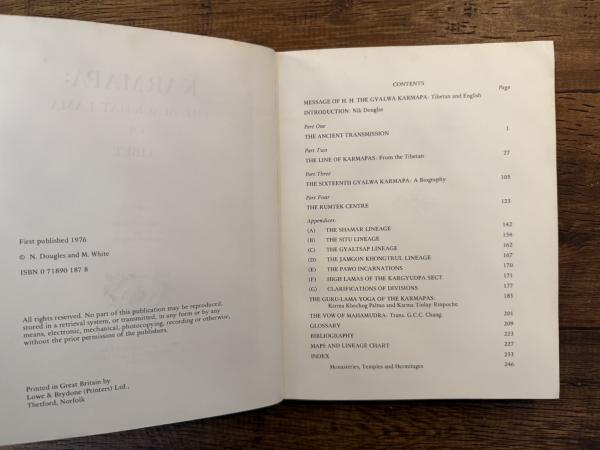 KARMAPA:
THE BLACK HAT LAMA
OF
TIBET
First published 1976
© N. Dougles and M. White
ISBN 0 71890 187 8
All rights reserved. No part of this publication may be reproduced,
stored in a retrieval system, or transmitted, in any form or by any
means, electronic, mechanical, photocopying, recording or otherwise,
without the prior permission of the publishers.
Printed in Great Britain by
Lowe & Brydone (Printers) Ltd.,
Thetford, Norfolk
CONTENTS
Page
MESSAGE OF H. H. THE GYALWA KARMAPA: Tibetan and English
INTRODUCTION: Nik Douglas
Part One
THE ANCIENT TRANSMISSION 1
Part Two
THE LINE OF KARMAPAS: From the Tibetan 27
Part Three
THE SIXTEENTH GYALWA KARMAPA: A Biography 105
Part Four
THE RUMTEK CENTRE 123
Appendices:
(A) THE SHAMAR LINEAGE 142
(B) THE SITU LINEAGE 154
(C) THE GYALTSAP LINEAGE 162
(D) THE JAMGON KHONGTRUL LINEAGE 167
(E) THE PAWO INCARNATIONS 170
(F) HIGH LAMAS OF THE KARGYUDPA SECT 171
(G) CLARIFICATIONS OF DIVISIONS 177
THE GURU-LAMA YOGA OF THE KARMAPAS: 183
Karma Khechog Palmo and Karma Tinlay Rinpoche
THE VOW OF MAHAMUDRA: Trans. G.C.C. Chang 201
GLOSSARY 209
BIBLIOGRAPHY 223
MAPS AND LINEAGE CHART 227
INDEX 233
Monasteries, Temples and Hermitages 246